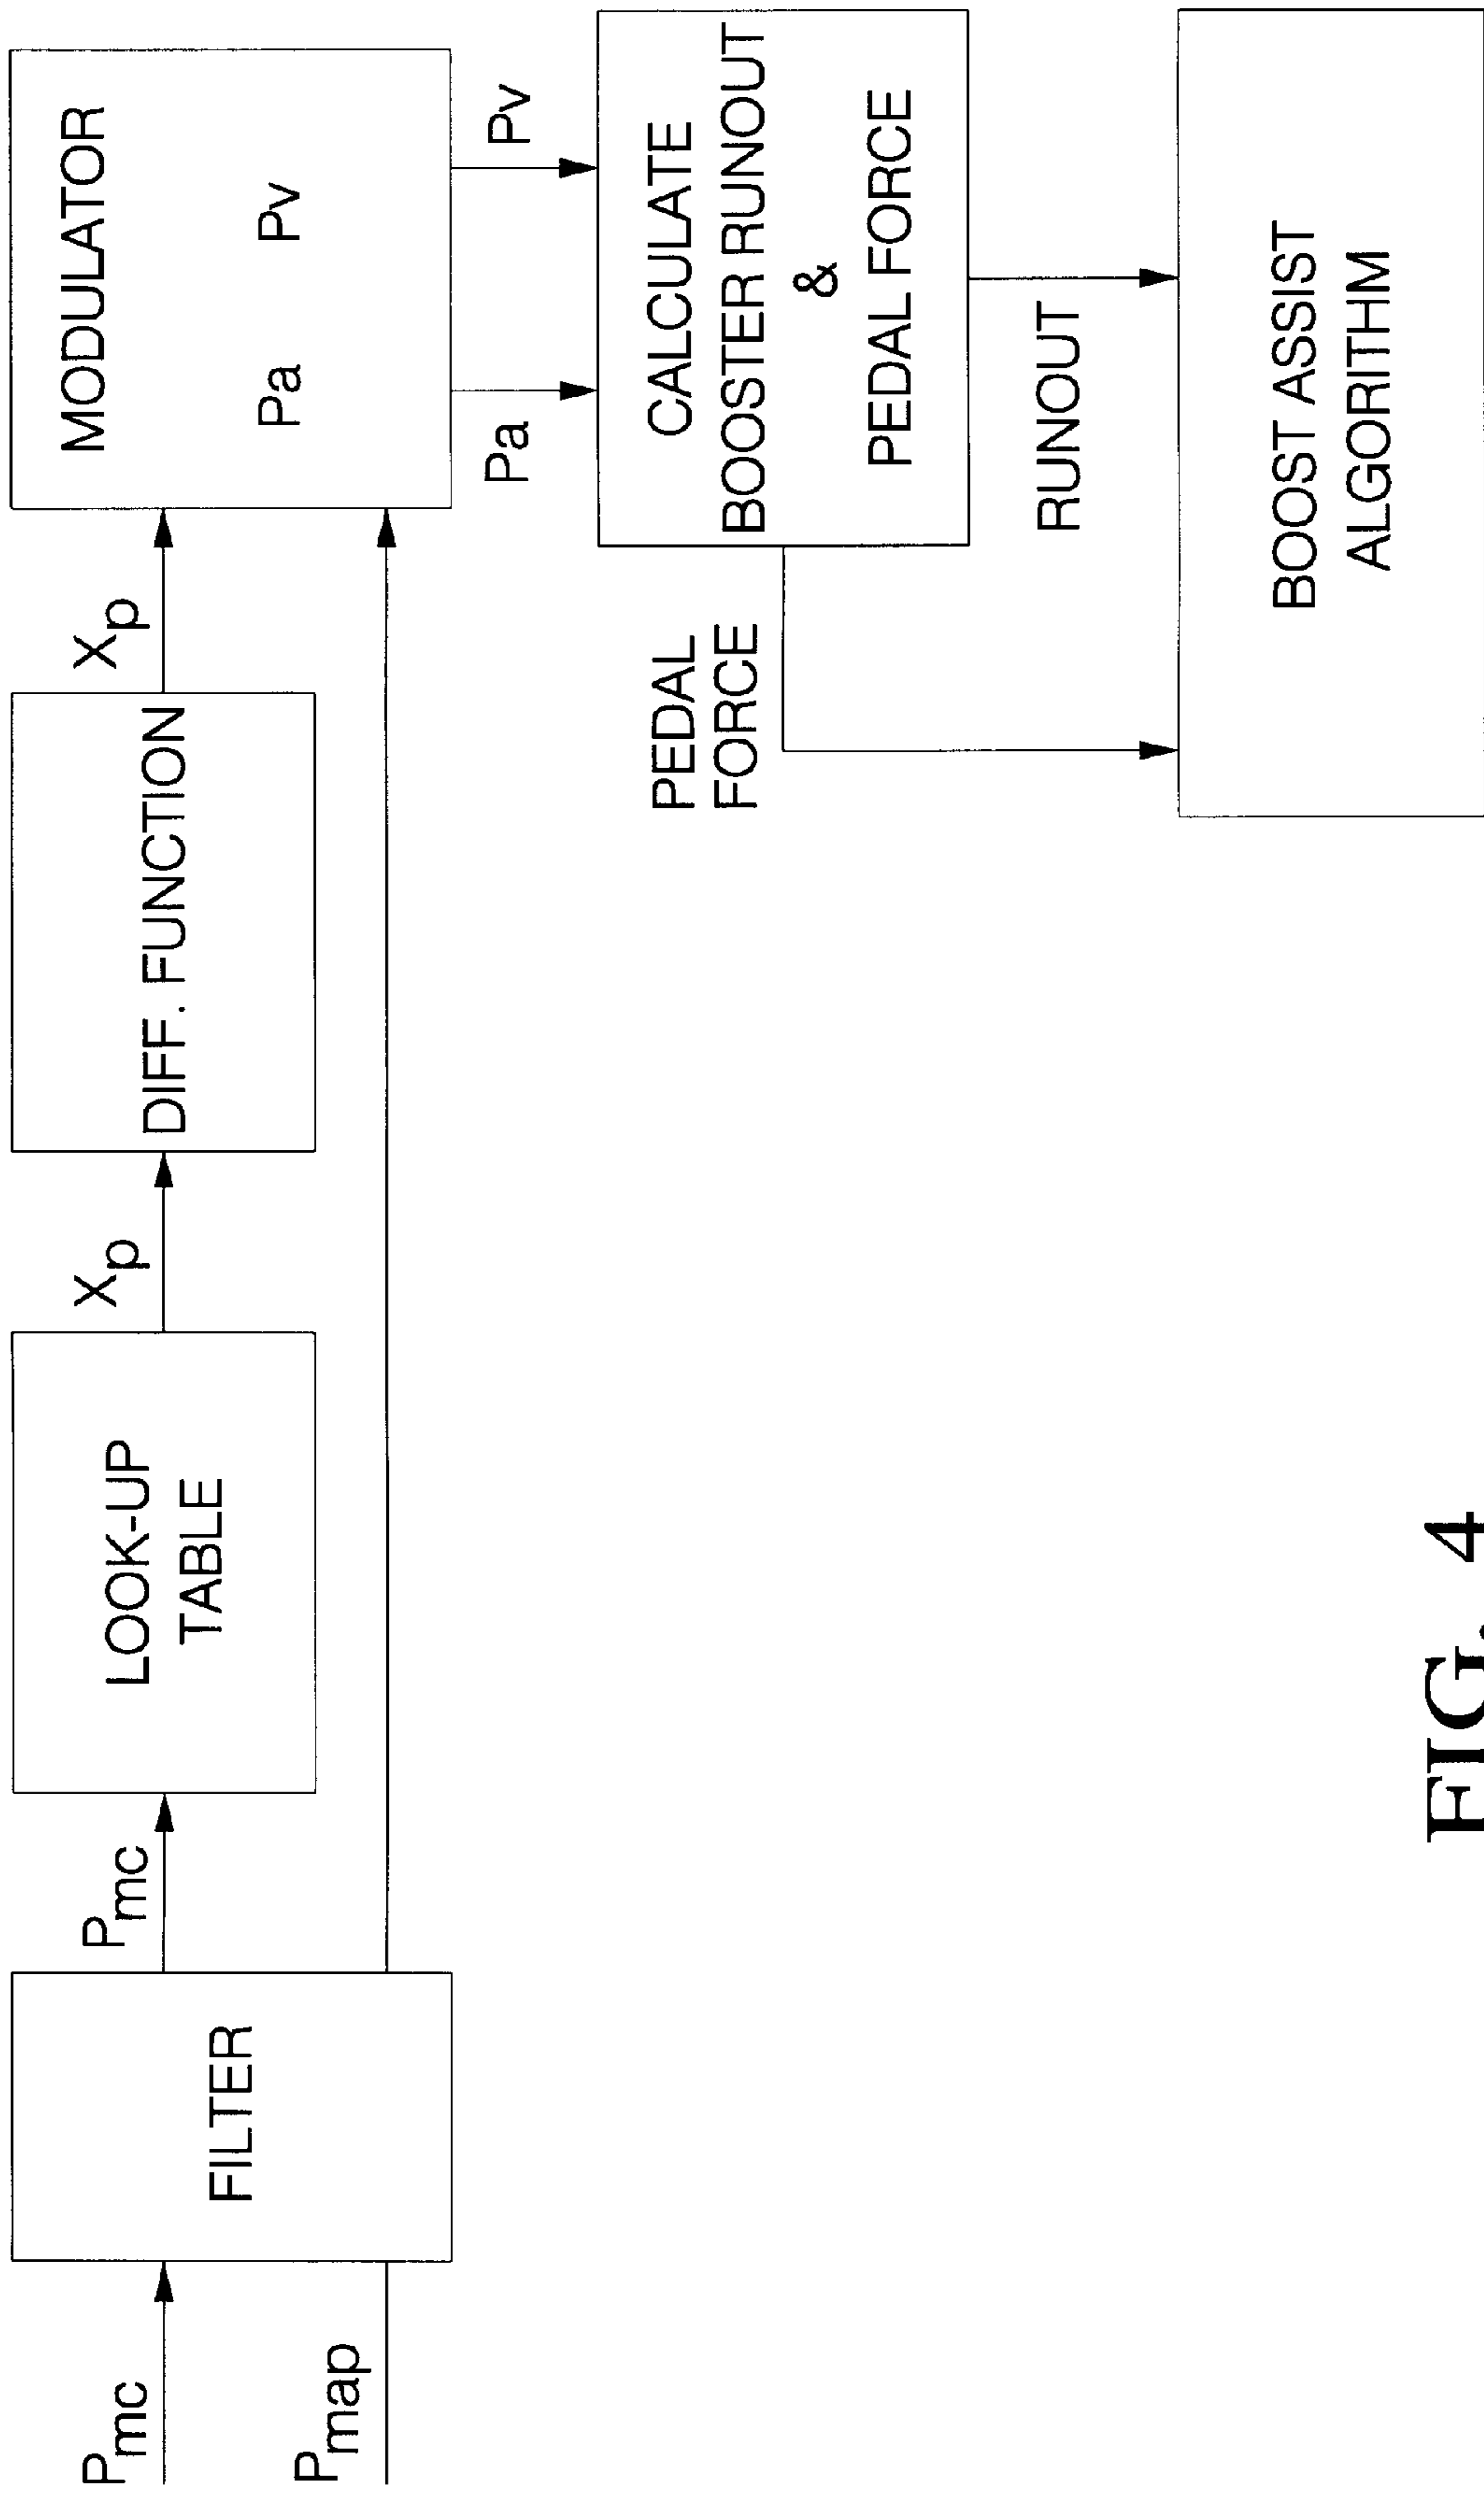 Pmc
Pmap
FILTER
Pmc
LOOK-UP
TABLE
Xp
DIFF. FUNCTION
Xp
MODULATOR
Pa Pv
Pa
Pv
CALCULATE
BOOSTER RUNOUT
&
PEDAL FORCE
PEDAL
FORCE
RUNOUT
BOOST ASSIST
ALGORITHM
FIG. 4